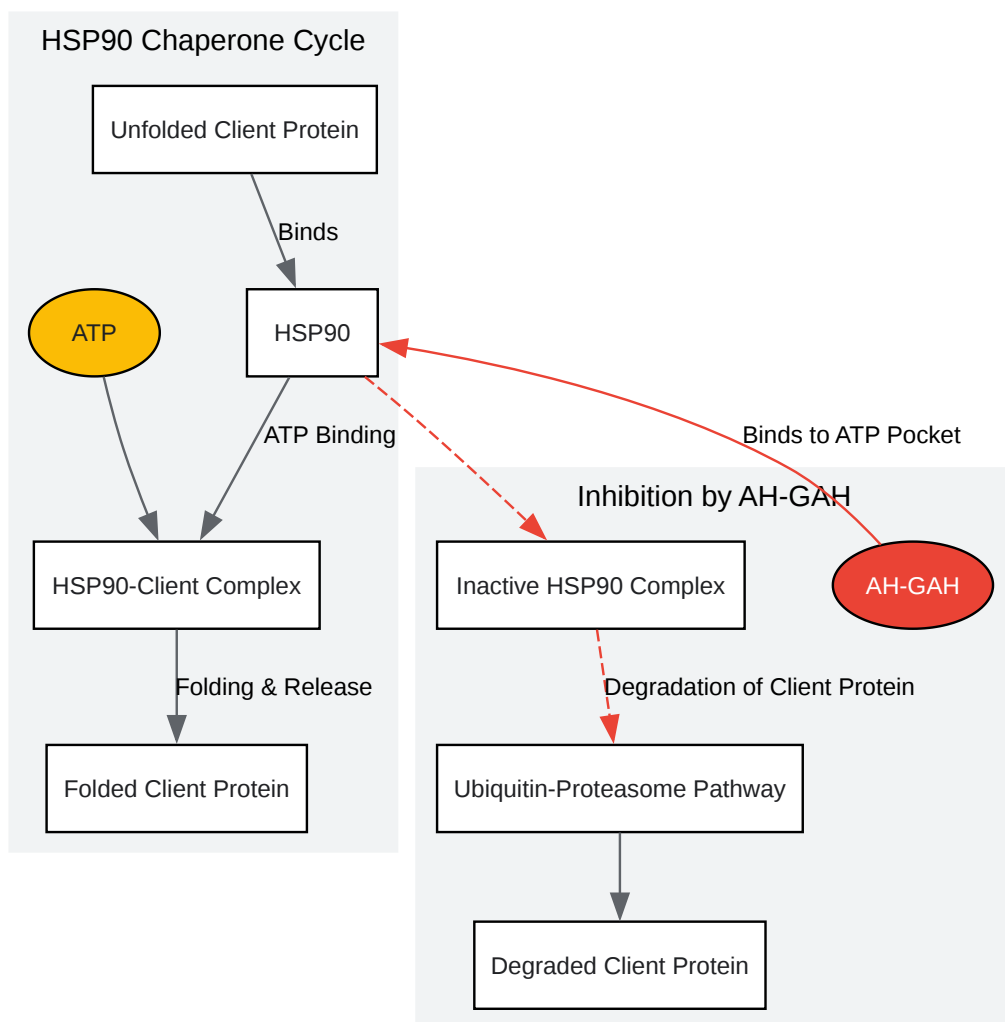 HSP90 Chaperone Cycle
Unfolded Client Protein
Binds
ATP
HSP90
ATP Binding
Binds to ATP Pocket
Inhibition by AH-GAH
HSP90-Client Complex
Inactive HSP90 Complex
AH-GAH
Folding & Release
Degradation of Client Protein
Folded Client Protein
Ubiquitin-Proteasome Pathway
Degraded Client Protein